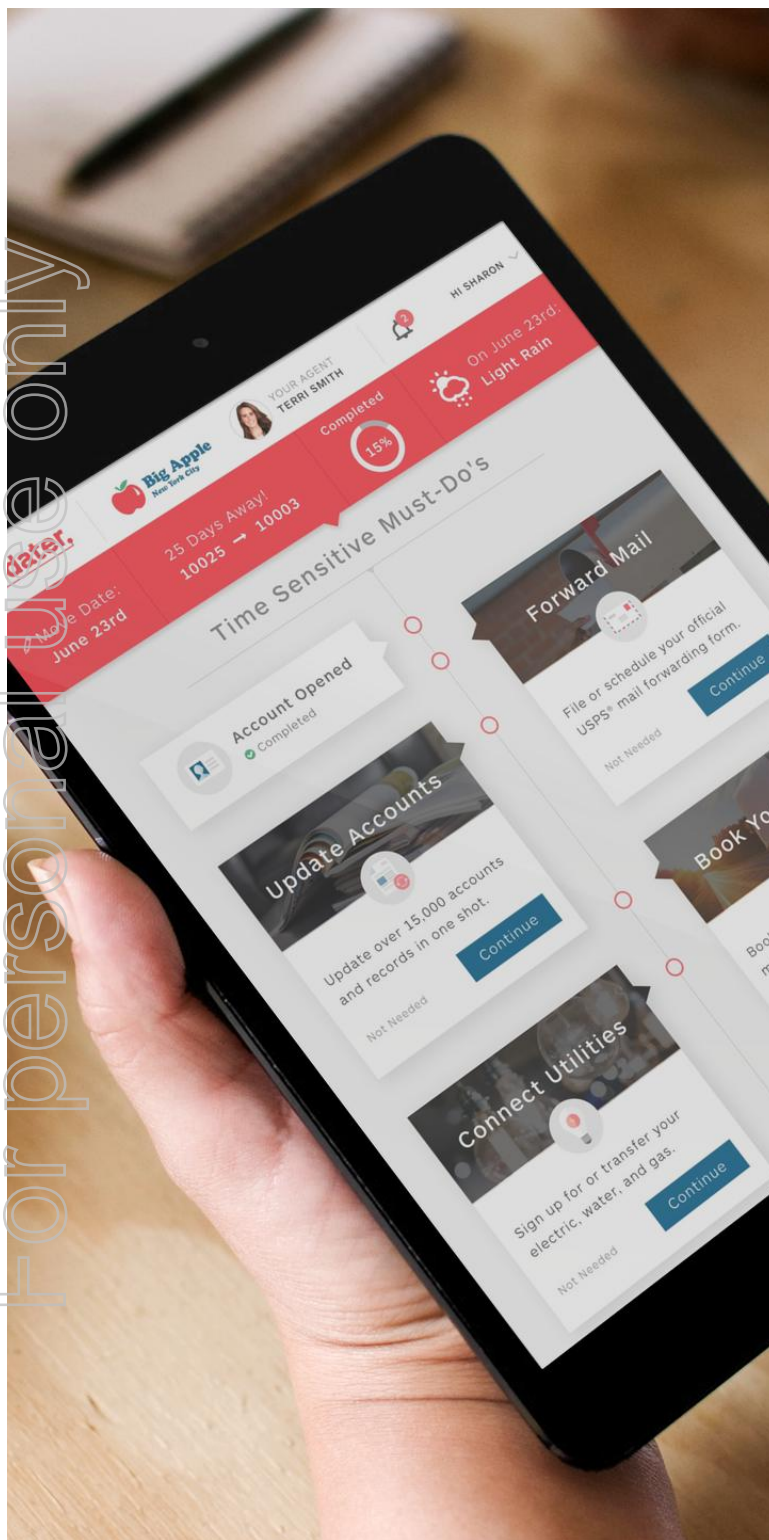 For personal use only
HI SHARON
2
YOUR AGENT
TERRI SMITH
Big Apple
New York City
dater.
On June 23rd:
Light Rain
Completed
15%
25 Days Away!
10025 → 10003
Move Date:
June 23rd
Time Sensitive Must-Do's
Account Opened
Completed
Forward Mail
File or schedule your official
USPS® mail forwarding form.
Not Needed
Continue
Update Accounts
Update over 15,000 accounts
and records in one shot.
Not Needed
Continue
Book Yo
Boo
m
Connect Utilities
Sign up for or transfer your
electric, water, and gas.
Not Needed
Continue